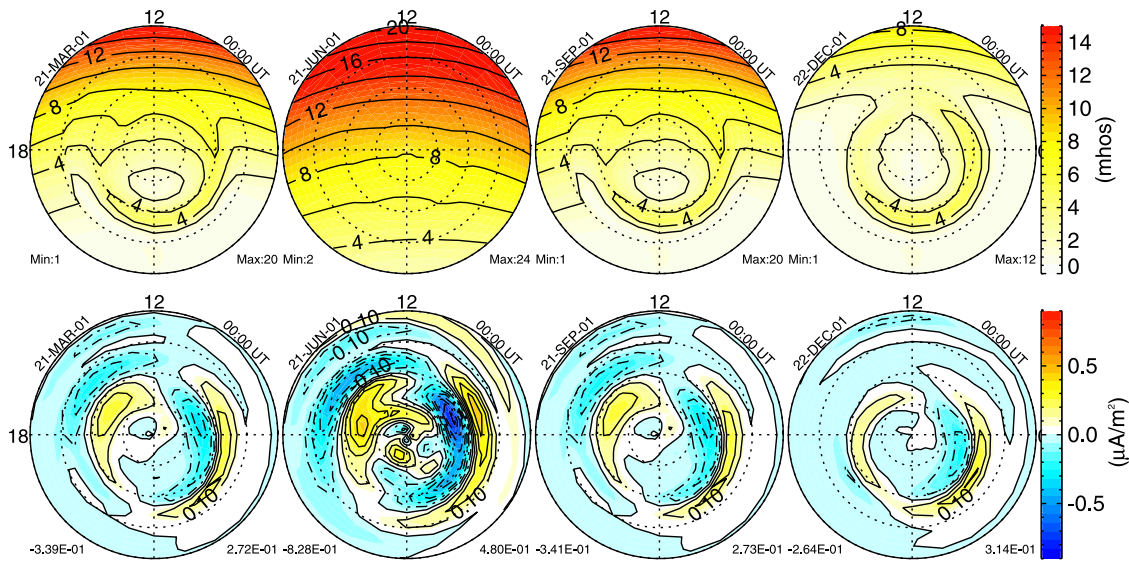 12 12 12 12
21-MAR-01 00:00 UT 21-JUN-01 00:00 UT 21-SEP-01 00:00 UT 22-DEC-01 00:00 UT
12 20 16 12 8
8 12 8 4
18 4 8 8 4
4 4 4 4 4 4 4 4
Min:1 Max:20 Min:2 Max:24 Min:1 Max:20 Min:1 Max:12
14
12
10
8
6
4
2
0
(mhos)
12 12 12 12
21-MAR-01 00:00 UT 21-JUN-01 00:00 UT 21-SEP-01 00:00 UT 22-DEC-01 00:00 UT
0.10
0.10
0.10
18
0.10 0.10 0.10 0.10
-3.39E-01 2.72E-01 -8.28E-01 4.80E-01 -3.41E-01 2.73E-01 -2.64E-01 3.14E-01
0.5
0.0
-0.5
(µA/m²)